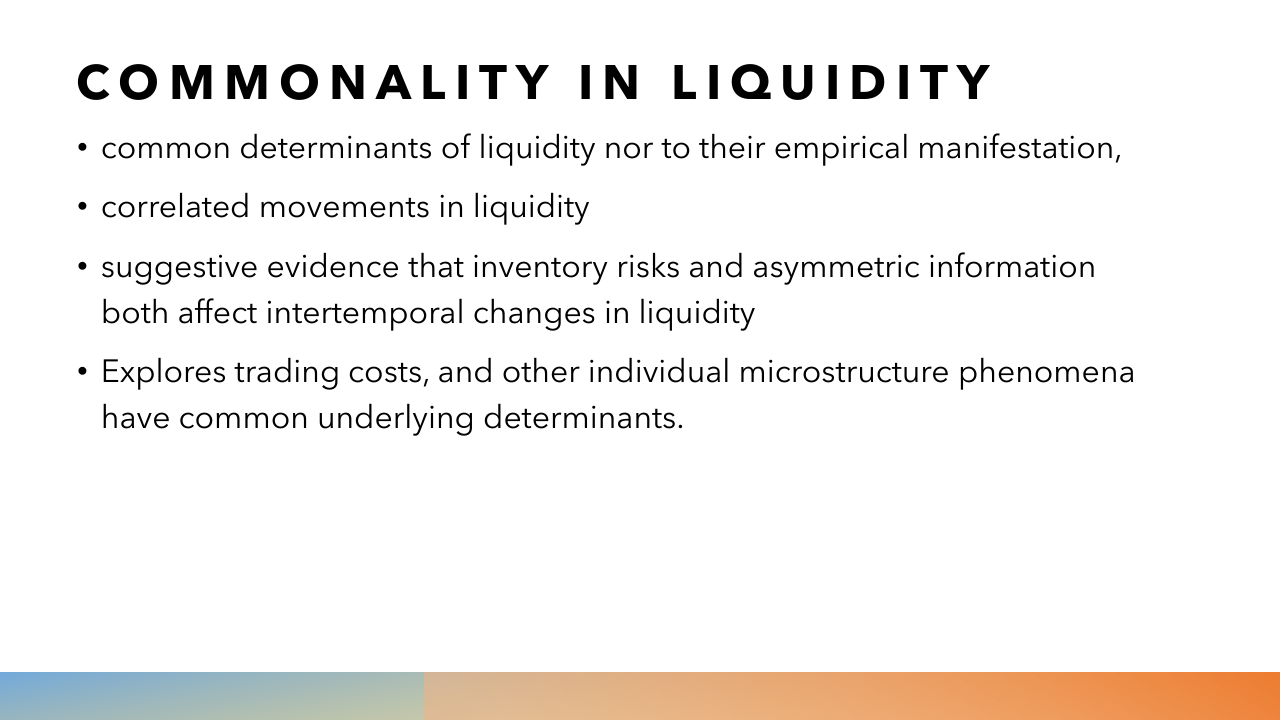 COMMONALITY IN LIQUIDITY
• common determinants of liquidity nor to their empirical manifestation,
• correlated movements in liquidity
• suggestive evidence that inventory risks and asymmetric information
both affect intertemporal changes in liquidity
• Explores trading costs, and other individual microstructure phenomena
have common underlying determinants.